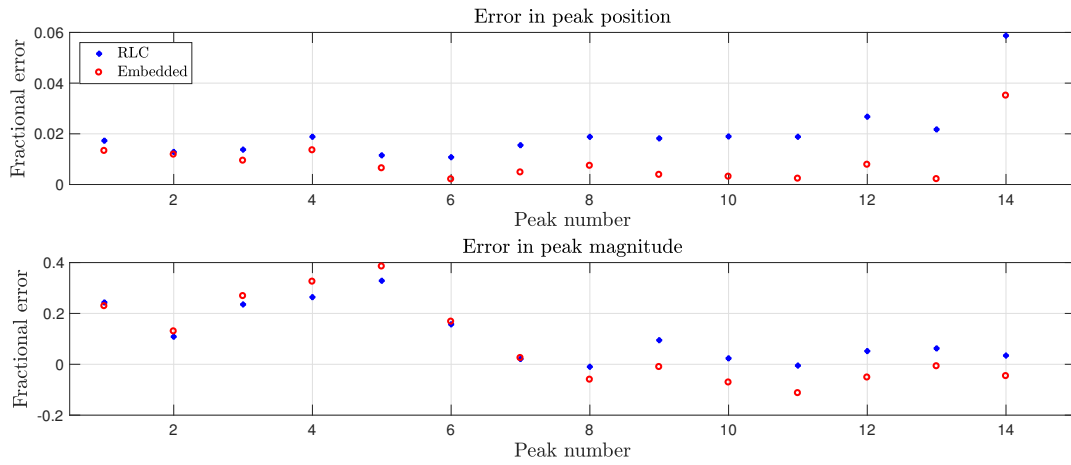 Error in peak position
Fractional error
0.06
0.04
0.02
0
RLC
Embedded
2 4 6 8 10 12 14
Peak number
Error in peak magnitude
Fractional error
0.4
0.2
0
-0.2
2 4 6 8 10 12 14
Peak number